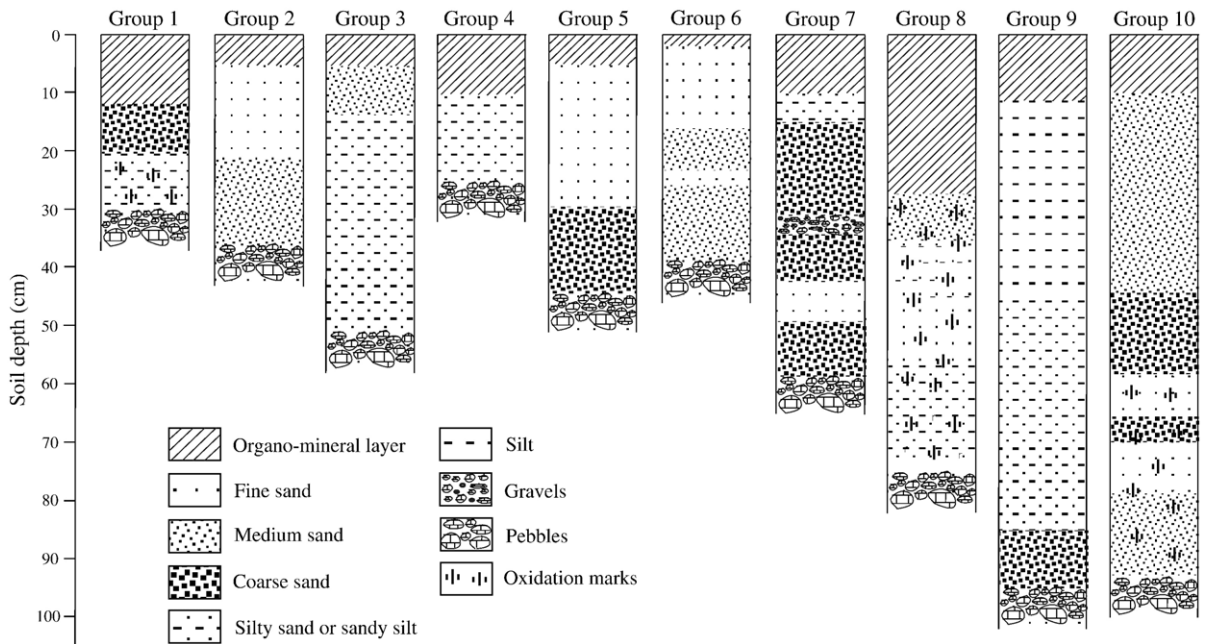 Group 1 Group 2 Group 3 Group 4 Group 5 Group 6 Group 7 Group 8 Group 9 Group 10
0
10
20
30
40
50
60
70
80
90
100
Soil depth (cm)
Organo-mineral layer
Fine sand
Medium sand
Coarse sand
Silty sand or sandy silt
Silt
Gravels
Pebbles
Oxidation marks